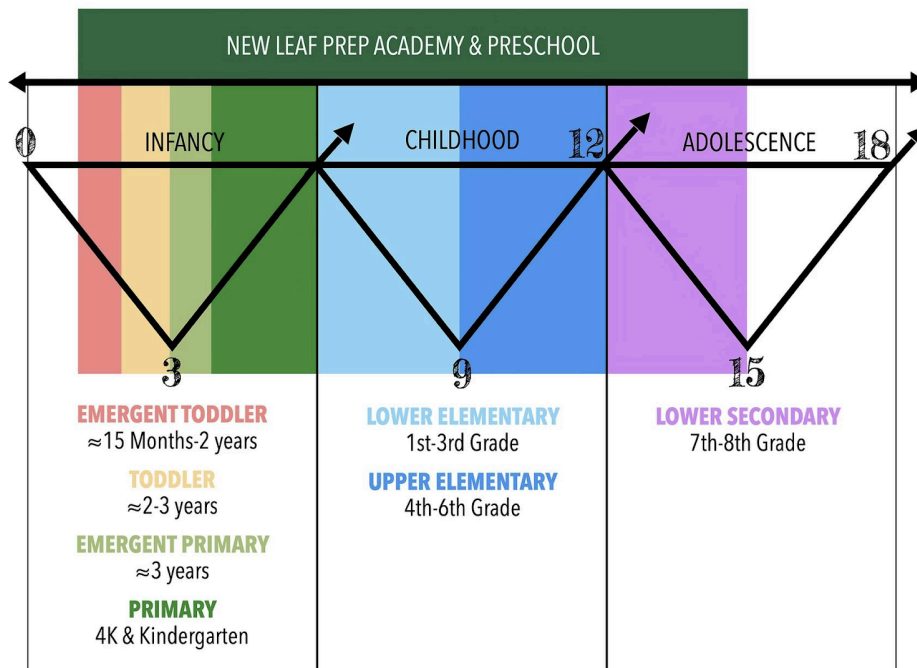 NEW LEAF PREP ACADEMY & PRESCHOOL
0
INFANCY
CHILDHOOD
12
ADOLESCENCE
18
3
9
15
EMERGENT TODDLER
≈15 Months-2 years
TODDLER
≈2-3 years
EMERGENT PRIMARY
≈3 years
PRIMARY
4K & Kindergarten
LOWER ELEMENTARY
1st-3rd Grade
UPPER ELEMENTARY
4th-6th Grade
LOWER SECONDARY
7th-8th Grade